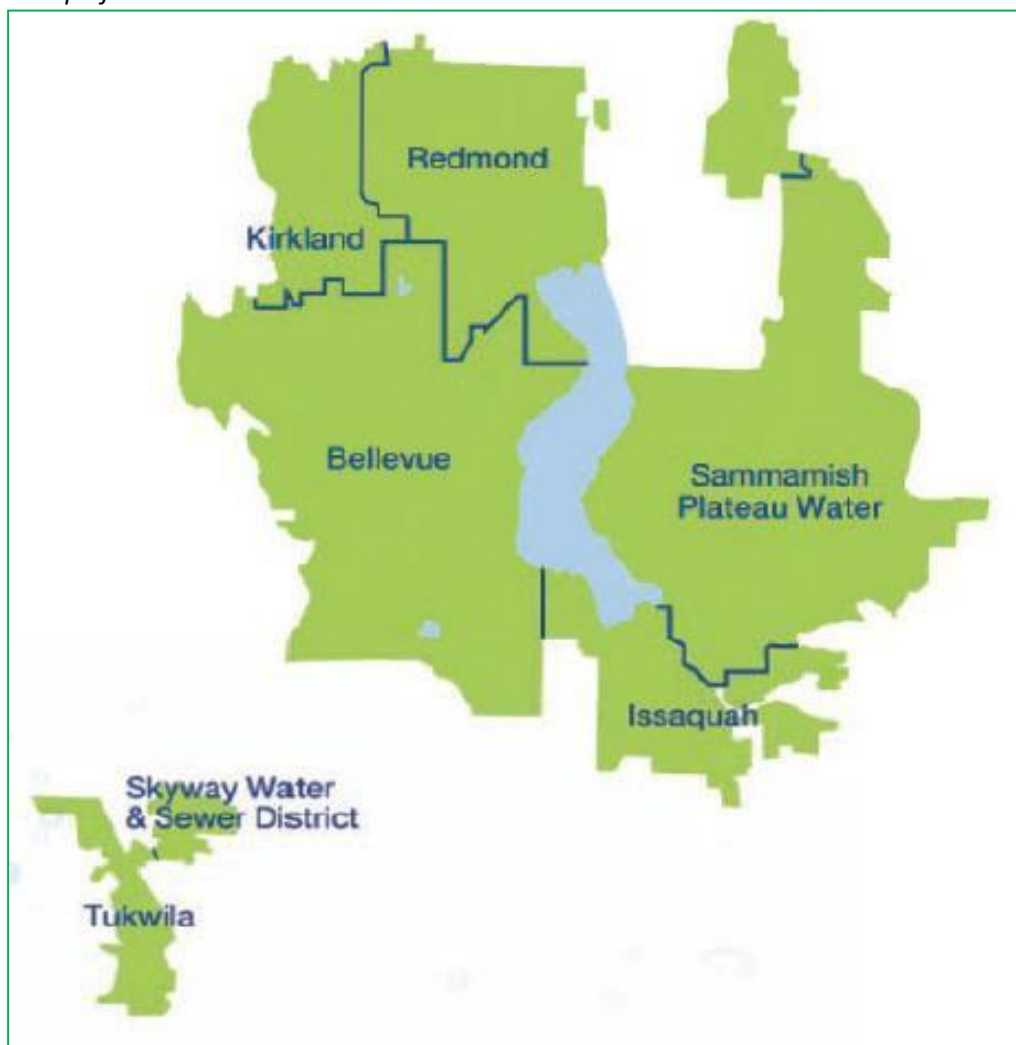 Redmond
Kirkland
Bellevue
Sammamish
Plateau Water
Issaquah
Skyway Water
& Sewer District
Tukwila